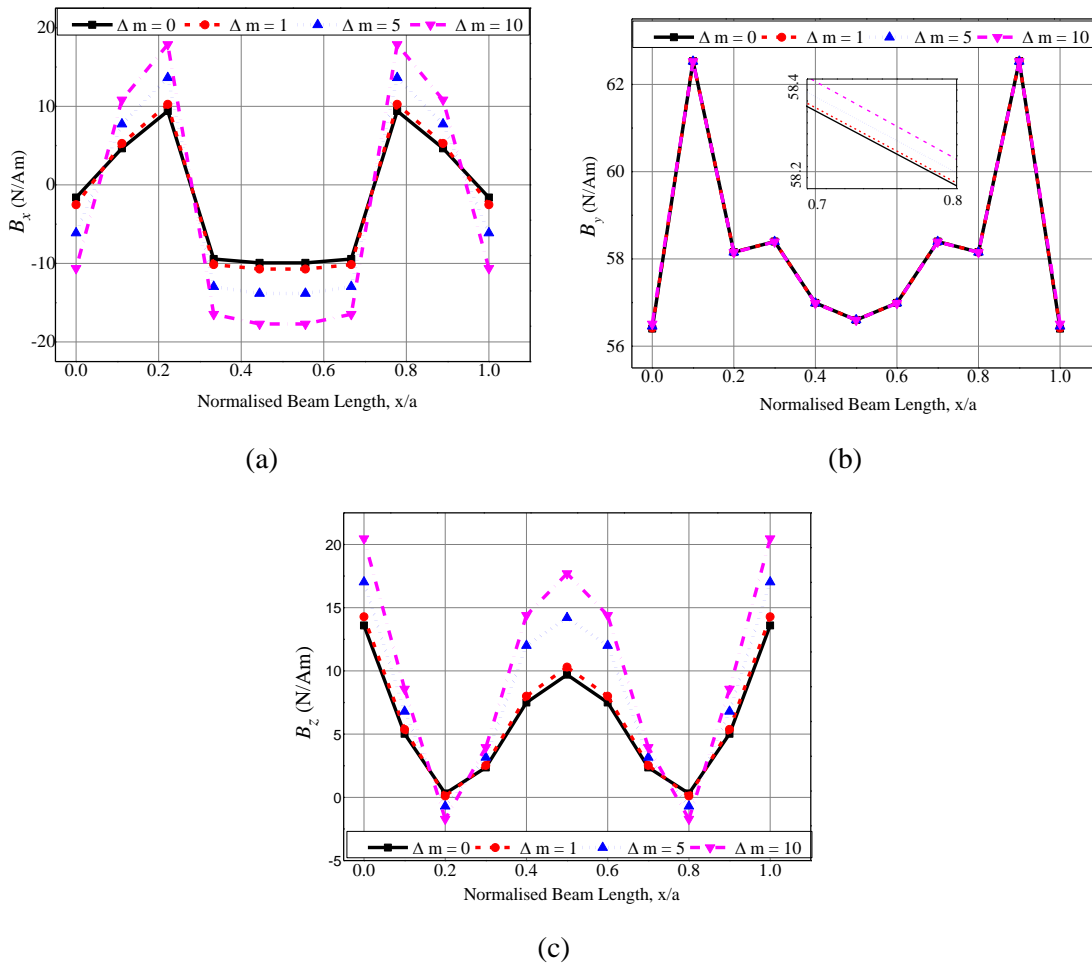 Δ m = 0 Δ m = 1 Δ m = 5 Δ m = 10
20
10
0
-10
-20
B_x (N/Am)
0.0 0.2 0.4 0.6 0.8 1.0
Normalised Beam Length, x/a
(a)
Δ m = 0 Δ m = 1 Δ m = 5 Δ m = 10
62
60
58
56
B_y (N/Am)
58.4
58.2
0.7 0.8
0.0 0.2 0.4 0.6 0.8 1.0
Normalised Beam Length, x/a
(b)
20
15
10
5
0
-5
B_z (N/Am)
Δ m = 0 Δ m = 1 Δ m = 5 Δ m = 10
0.0 0.2 0.4 0.6 0.8 1.0
Normalised Beam Length, x/a
(c)